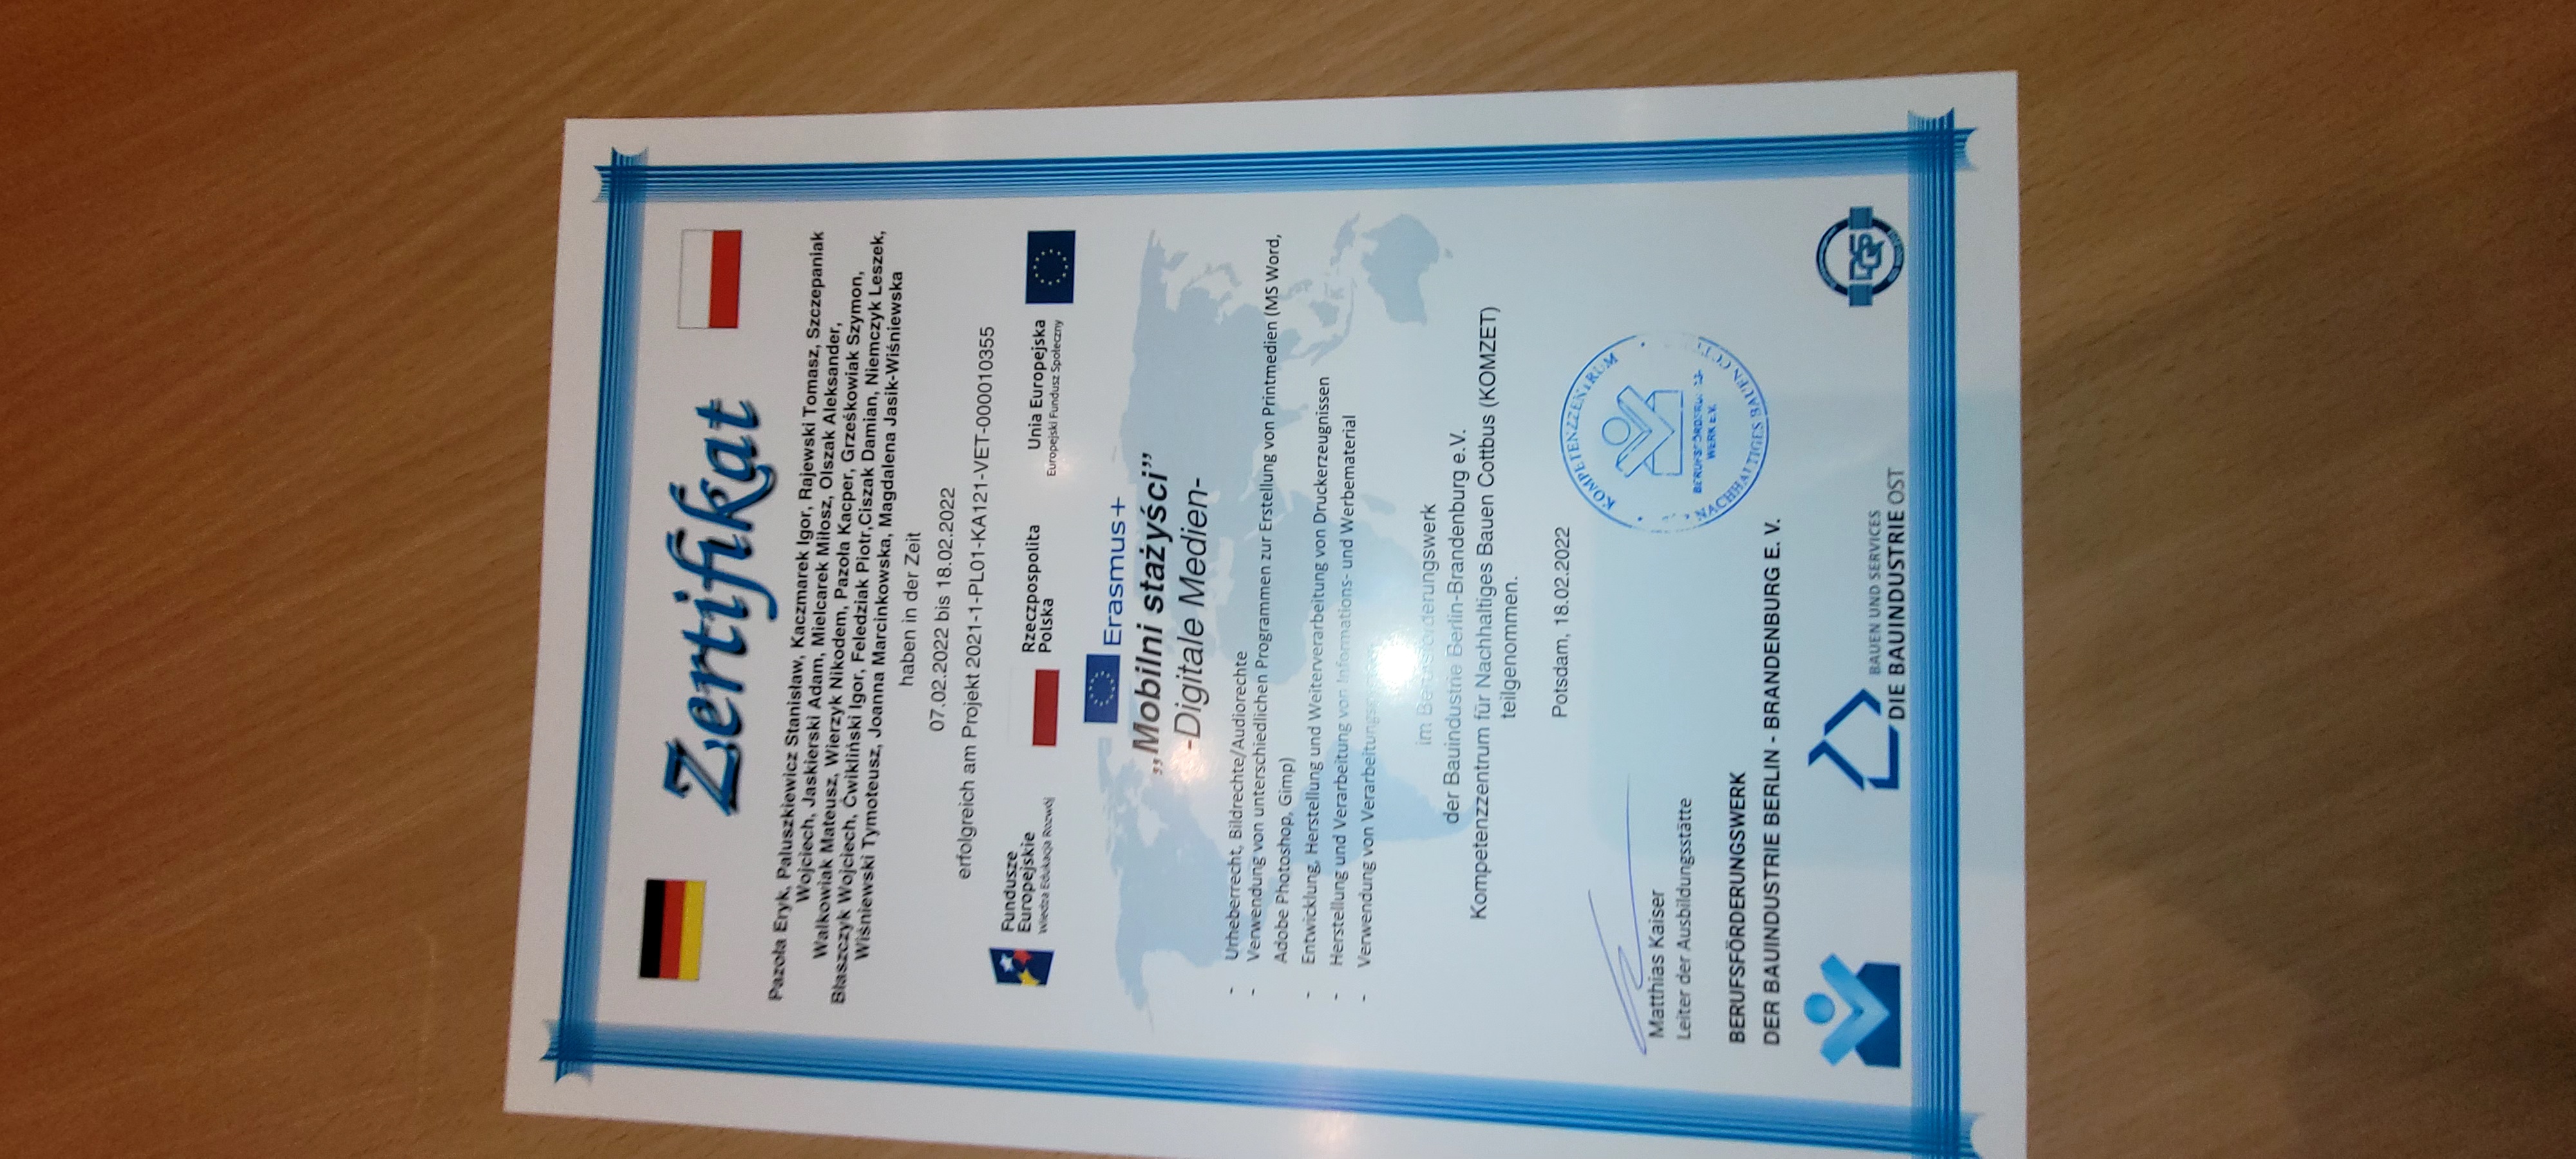 Zertifikat
Pazoła Eryk, Paluszkiewicz Stanisław, Kaczmarek Igor, Rajewski Tomasz, Szczepaniak
Wojciech, Jaskierski Adam, Mielcarek Miłosz, Olszak Aleksander,
Walkowiak Mateusz, Wierzyk Nikodem, Pazoła Kacper, Grześkowiak Szymon,
Błaszczyk Wojciech, Ćwikliński Igor, Feledziak Piotr,Ciszak Damian, Niemczyk Leszek,
Wiśniewski Tymoteusz, Joanna Marcinkowska, Magdalena Jasik-Wiśniewska
haben in der Zeit
07.02.2022 bis 18.02.2022
erfolgreich am Projekt 2021-1-PL01-KA121-VET-000010355
Fundusze
Europejskie
Wiedza Edukacja Rozwój
Rzeczpospolita
Polska
Unia Europejska
Europejski Fundusz Społeczny
Erasmus+
„Mobilni stażyści”
-Digitale Medien-
- Urheberrecht, Bildrechte/Audiorechte
- Verwendung von unterschiedlichen Programmen zur Erstellung von Printmedien (MS Word,
Adobe Photoshop, Gimp)
- Entwicklung, Herstellung und Weiterverarbeitung von Druckerzeugnissen
- Herstellung und Verarbeitung von Informations- und Werbematerial
- Verwendung von
im Berufsförderungswerk
der Bauindustrie Berlin-Brandenburg e.V.
Kompetenzzentrum für Nachhaltiges Bauen Cottbus (KOMZET)
teilgenommen.
Potsdam, 18.02.2022
KOMPETENZZENTRUM
BERUFSFÖRDERUNGS-
WERK e.V.
NACHHALTIGES BAUEN
Matthias Kaiser
Leiter der Ausbildungsstätte
BERUFSFÖRDERUNGSWERK
DER BAUINDUSTRIE BERLIN - BRANDENBURG E. V.
BAUEN UND SERVICES
DIE BAUINDUSTRIE OST